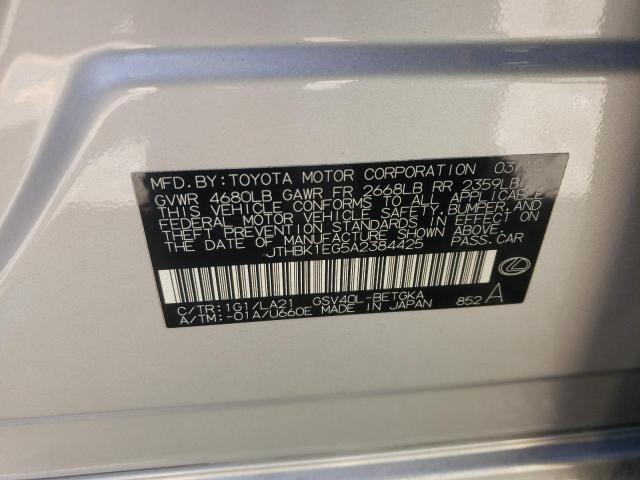 MFD.BY:TOYOTA MOTOR CORPORATION 03/10
GVWR 4680LB GAWR FR 2668LB RR 2359LB
THIS VEHICLE CONFORMS TO ALL APPLICABLE
FEDERAL MOTOR VEHICLE SAFETY, BUMPER, AND
THEFT PREVENTION STANDARDS IN EFFECT ON
THE DATE OF MANUFACTURE SHOWN ABOVE.
JTHBK1EG5A2384425 PASS.CAR
C/TR:1G1/LA21 GSV40L-BETGKA
A/TM:-01A/U660E MADE IN JAPAN 852 A